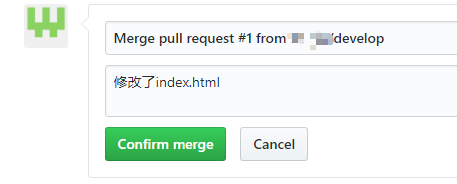 Merge pull request #1 from /develop
修改了index.html
Confirm merge
Cancel